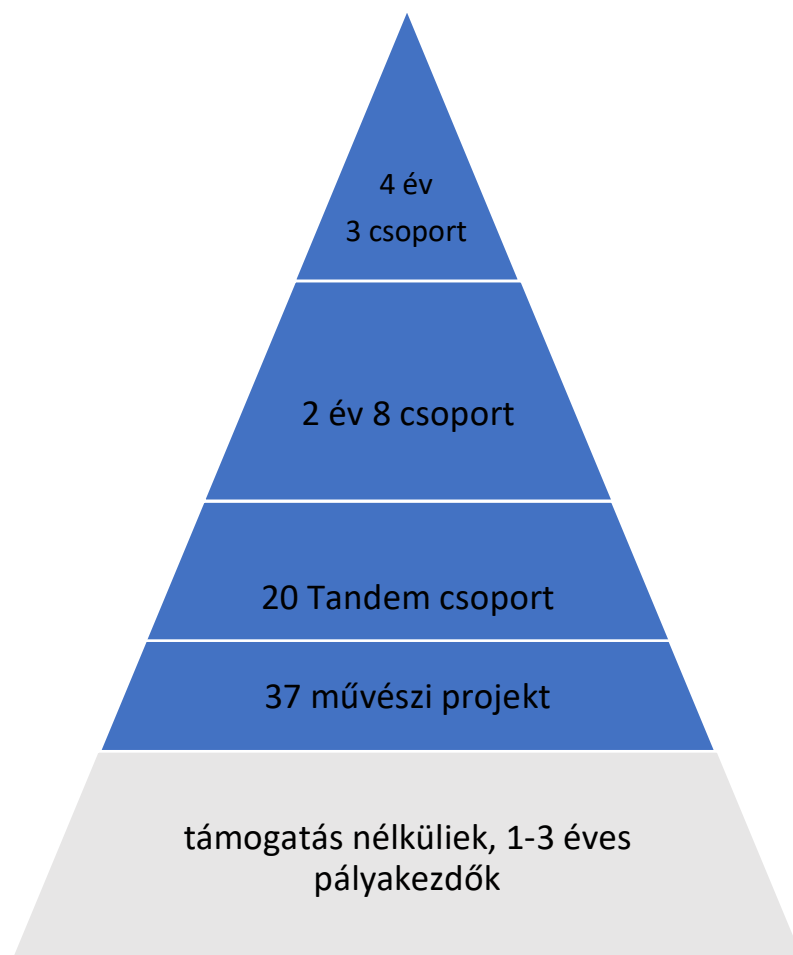 4 év
3 csoport
2 év 8 csoport
20 Tandem csoport
37 művészi projekt
támogatás nélküliek, 1-3 éves
pályakezdők